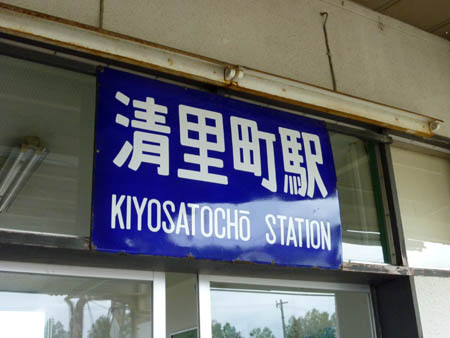 清里町駅
KIYOSATOCHŌ STATION